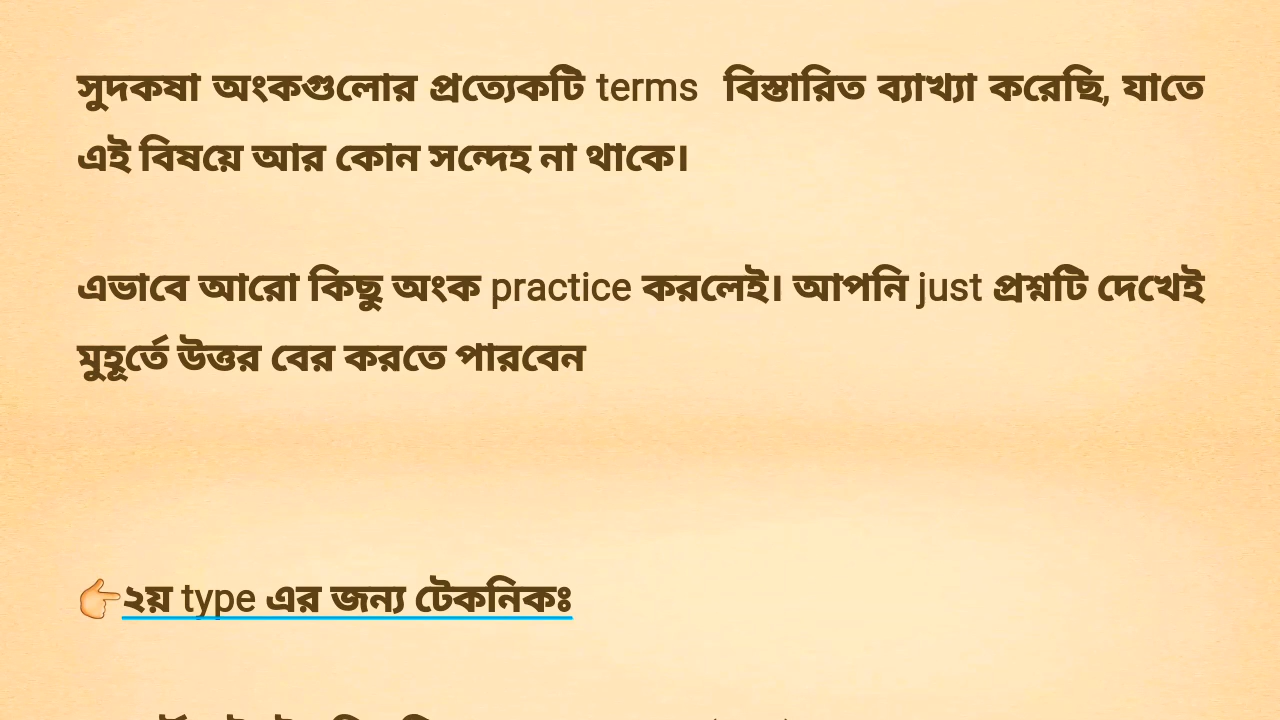 সুদকষা অংকগুলোর প্রত্যেকটি terms বিস্তারিত ব্যাখ্যা করেছি, যাতে
এই বিষয়ে আর কোন সন্দেহ না থাকে।
এভাবে আরো কিছু অংক practice করলেই। আপনি just প্রশ্নটি দেখেই
মুহূর্তে উত্তর বের করতে পারবেন
👉২য় type এর জন্য টেকনিকঃ